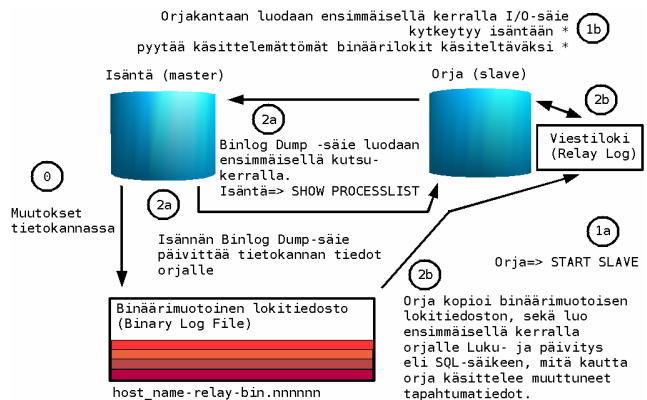 Orjakantaan luodaan ensimmäisellä kerralla I/O-säie
kytkeytyy isäntään *
pyytää käsittelemättömät binäärilokit käsiteltäväksi *
1b
Isäntä (master)
Orja (slave)
2a
2b
Binlog Dump -säie luodaan
ensimmäisellä kutsu-
kerralla.
Isäntä=> SHOW PROCESSLIST
Viestiloki
(Relay Log)
0
2a
Muutokset
tietokannassa
1a
Isännän Binlog Dump-säie
päivittää tietokannan tiedot
orjalle
Orja=> START SLAVE
2b
Binäärimuotoinen lokitiedosto
(Binary Log File)
Orja kopioi binäärimuotoisen
lokitiedoston, sekä luo
ensimmäisellä kerralla
orjalle Luku- ja päivitys
eli SQL-säikeen, mitä kautta
orja käsittelee muuttuneet
tapahtumatiedot.
host_name-relay-bin.nnnnnn